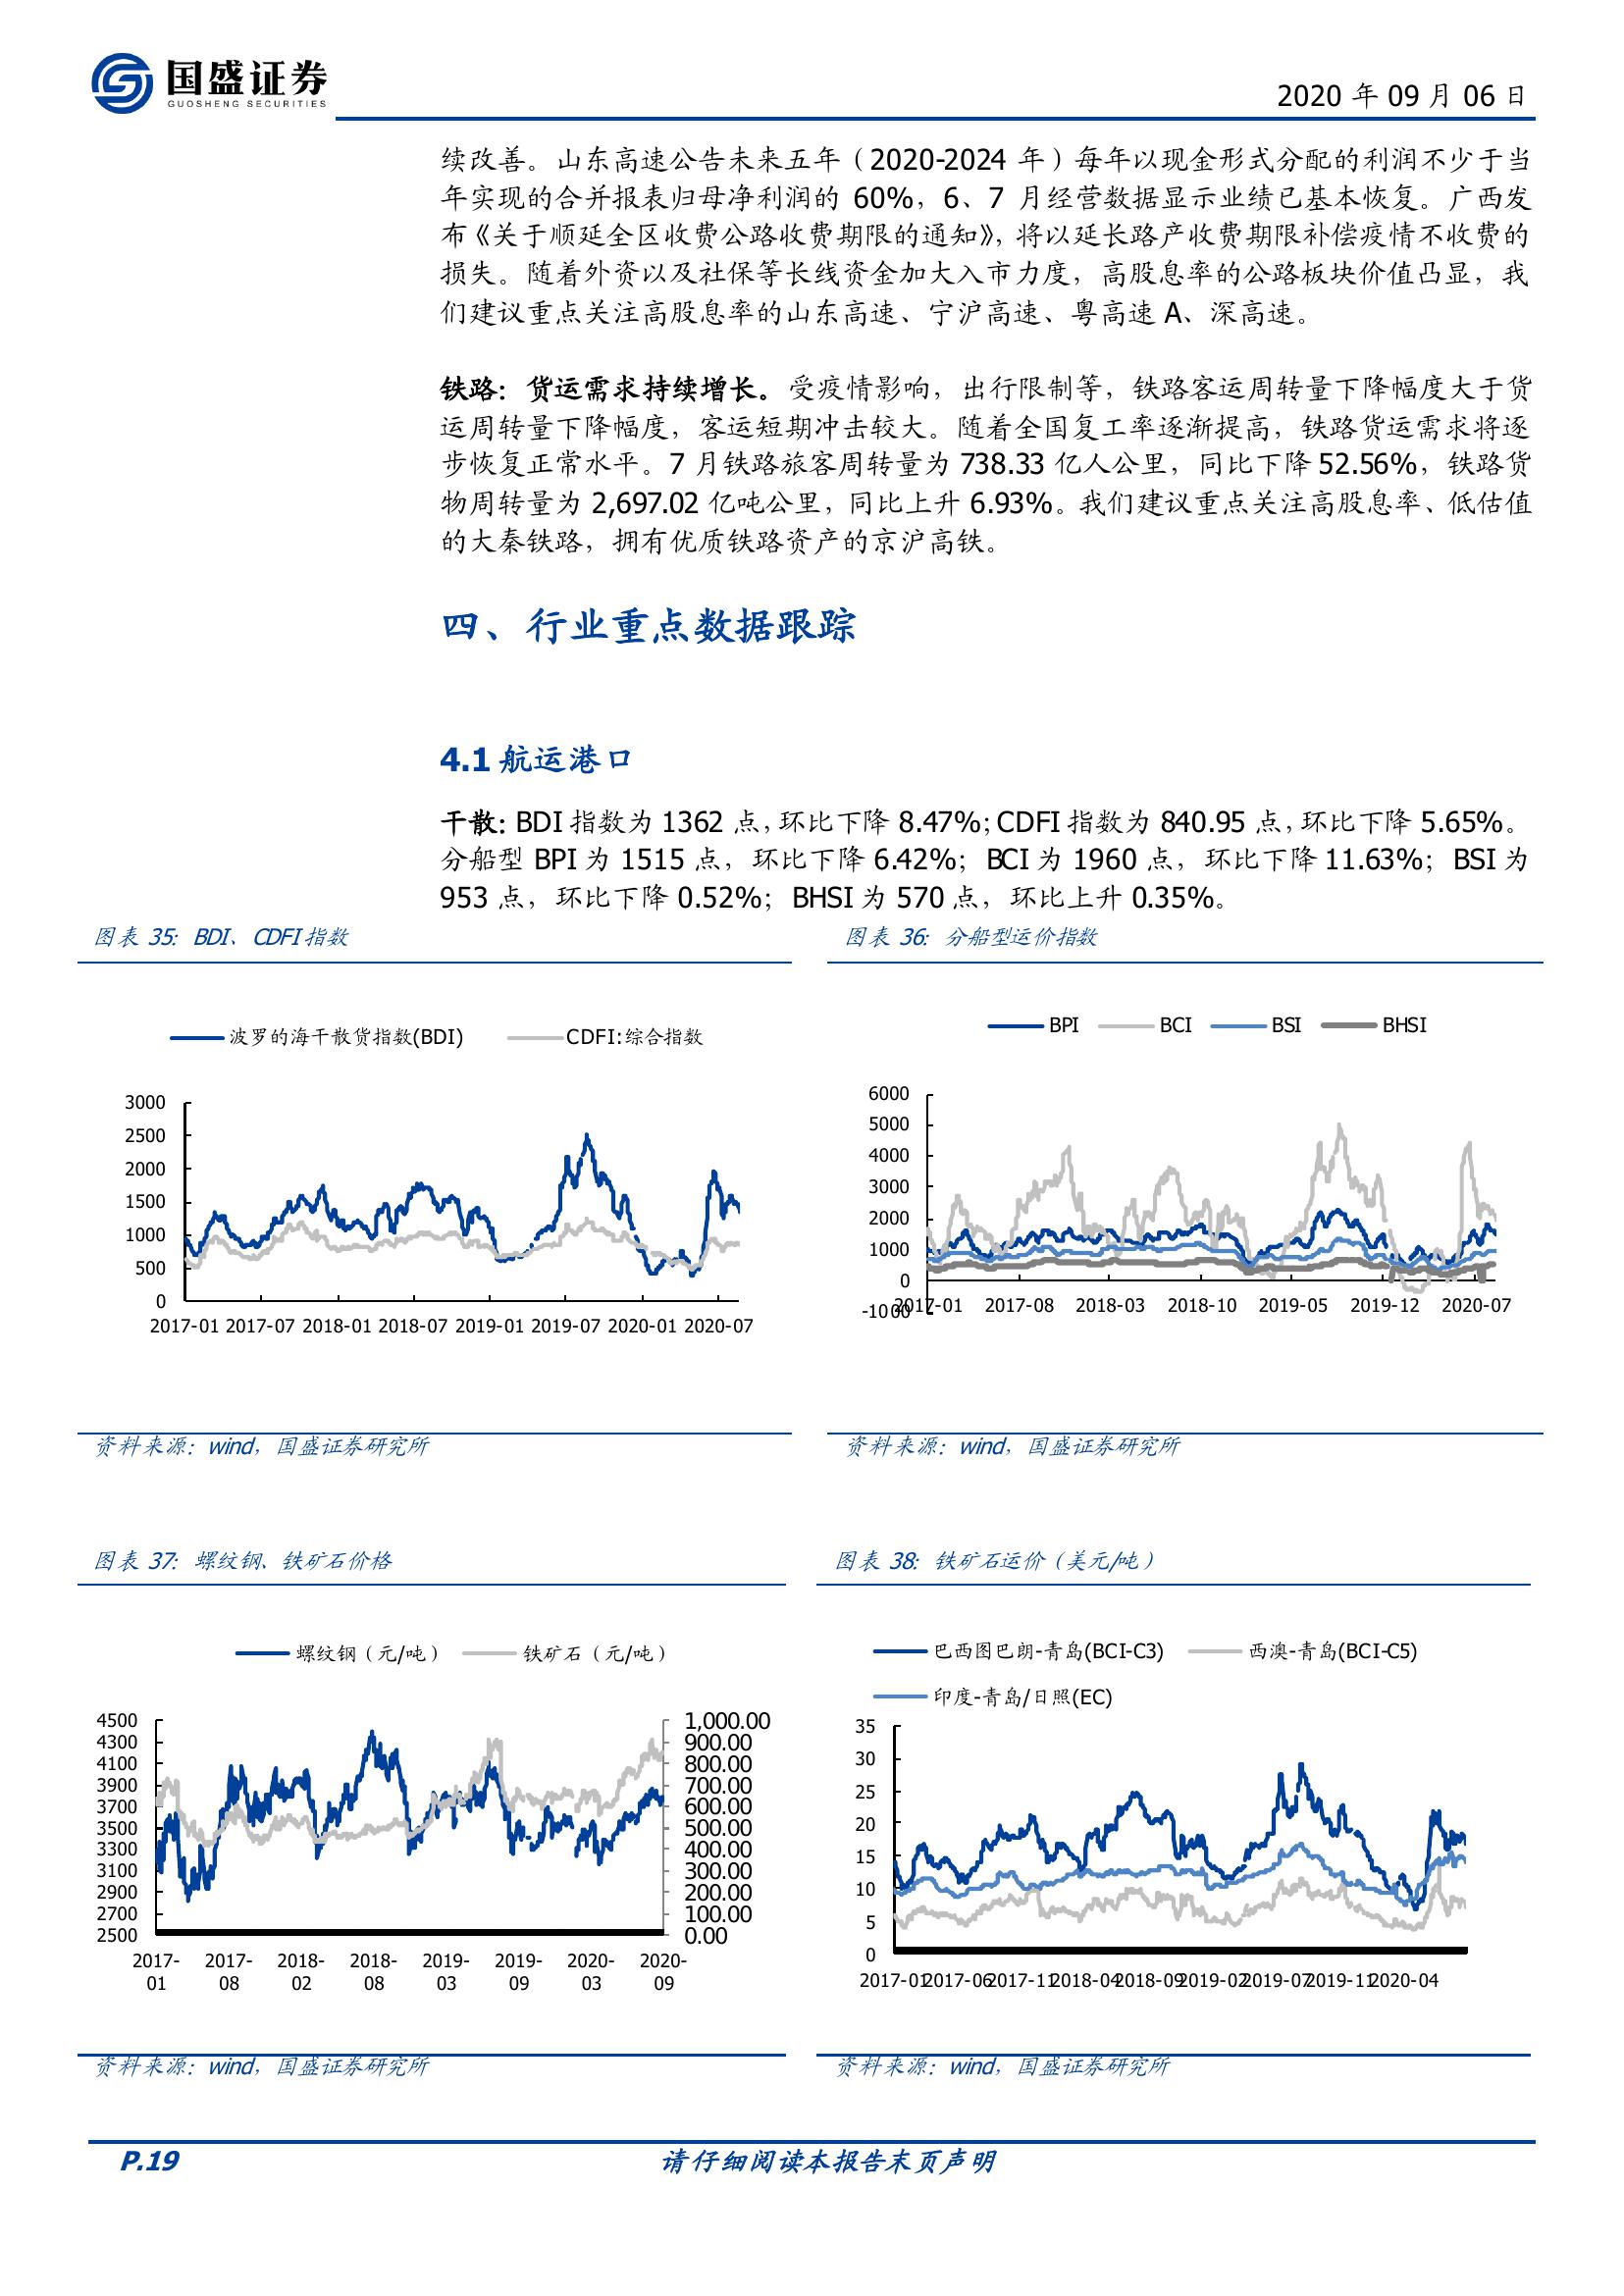 国盛证券
GUOSHENG SECURITIES
2020 年 09 月 06 日
续改善。山东高速公告未来五年（2020-2024 年）每年以现金形式分配的利润不少于当
年实现的合并报表归母净利润的 60%，6、7 月经营数据显示业绩已基本恢复。广西发
布《关于顺延全区收费公路收费期限的通知》，将以延长路产收费期限补偿疫情不收费的
损失。随着外资以及社保等长线资金加大入市力度，高股息率的公路板块价值凸显，我
们建议重点关注高股息率的山东高速、宁沪高速、粤高速 A、深高速。
铁路：货运需求持续增长。受疫情影响，出行限制等，铁路客运周转量下降幅度大于货
运周转量下降幅度，客运短期冲击较大。随着全国复工率逐渐提高，铁路货运需求将逐
步恢复正常水平。7 月铁路旅客周转量为 738.33 亿人公里，同比下降 52.56%，铁路货
物周转量为 2,697.02 亿吨公里，同比上升 6.93%。我们建议重点关注高股息率、低估值
的大秦铁路，拥有优质铁路资产的京沪高铁。
四、行业重点数据跟踪
4.1 航运港口
干散：BDI 指数为 1362 点，环比下降 8.47%；CDFI 指数为 840.95 点，环比下降 5.65%。
分船型 BPI 为 1515 点，环比下降 6.42%；BCI 为 1960 点，环比下降 11.63%；BSI 为
953 点，环比下降 0.52%；BHSI 为 570 点，环比上升 0.35%。
图表 35：BDI、CDFI 指数
波罗的海干散货指数(BDI) CDFI:综合指数
3000
2500
2000
1500
1000
500
0
2017-01 2017-07 2018-01 2018-07 2019-01 2019-07 2020-01 2020-07
资料来源：wind，国盛证券研究所
图表 36：分船型运价指数
BPI BCI BSI BHSI
6000
5000
4000
3000
2000
1000
0
-1000
2017-01 2017-08 2018-03 2018-10 2019-05 2019-12 2020-07
资料来源：wind，国盛证券研究所
图表 37：螺纹钢、铁矿石价格
螺纹钢（元/吨） 铁矿石（元/吨）
4500
4300
4100
3900
3700
3500
3300
3100
2900
2700
2500
1,000.00
900.00
800.00
700.00
600.00
500.00
400.00
300.00
200.00
100.00
0.00
2017- 2017- 2018- 2018- 2019- 2019- 2020- 2020-
01 08 02 08 03 09 03 09
资料来源：wind，国盛证券研究所
图表 38：铁矿石运价（美元/吨）
巴西图巴朗-青岛(BCI-C3) 西澳-青岛(BCI-C5)
印度-青岛/日照(EC)
35
30
25
20
15
10
5
0
2017-01 2017-06 2017-11 2018-04 2018-09 2019-02 2019-07 2019-11 2020-04
资料来源：wind，国盛证券研究所
P.19 请仔细阅读本报告末页声明